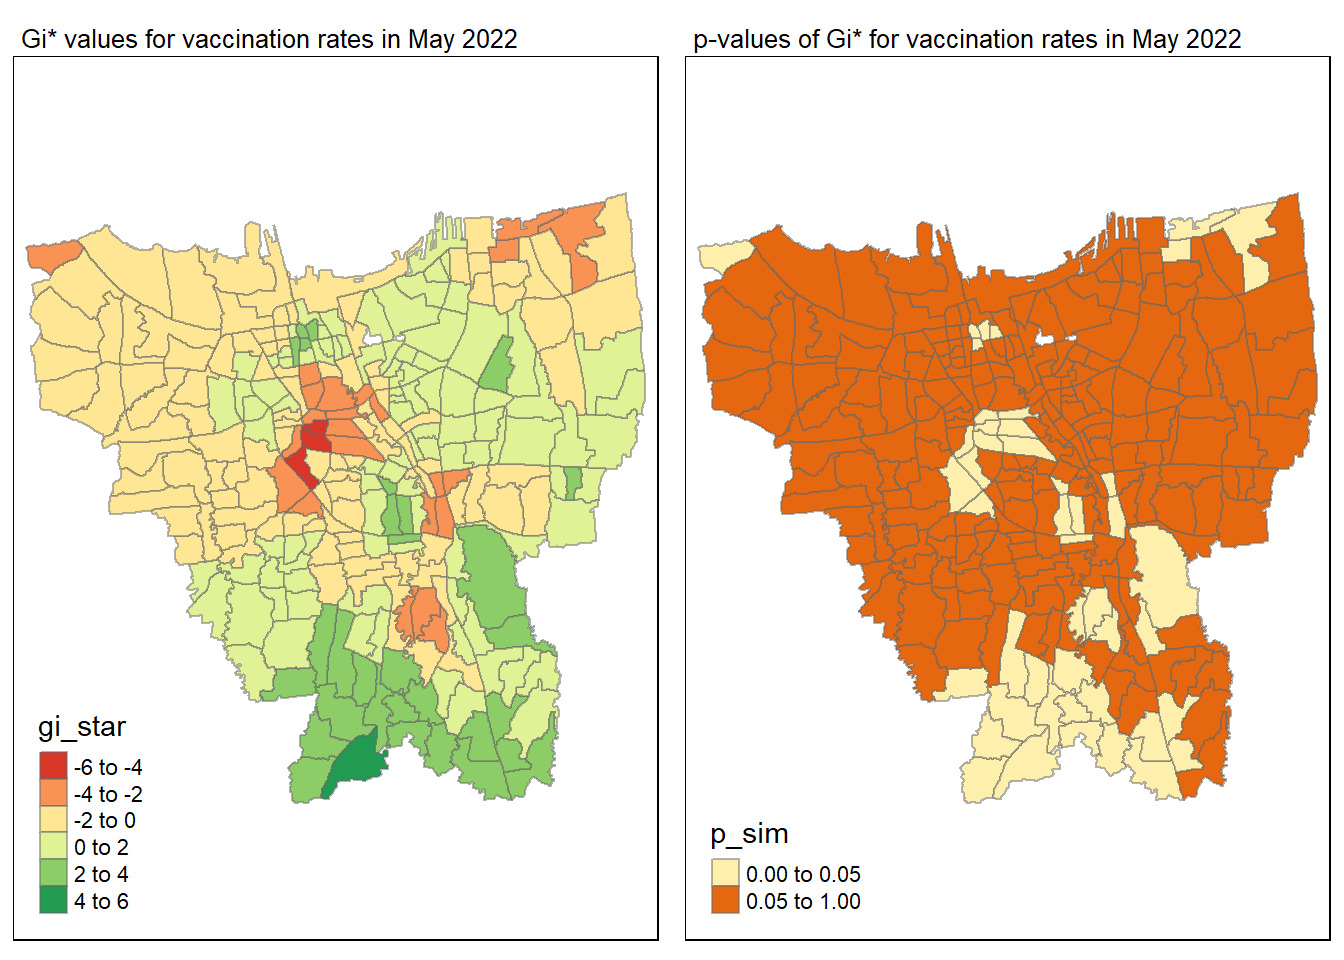 Gi* values for vaccination rates in May 2022
gi_star
-6 to -4
-4 to -2
-2 to 0
0 to 2
2 to 4
4 to 6
p-values of Gi* for vaccination rates in May 2022
p_sim
0.00 to 0.05
0.05 to 1.00